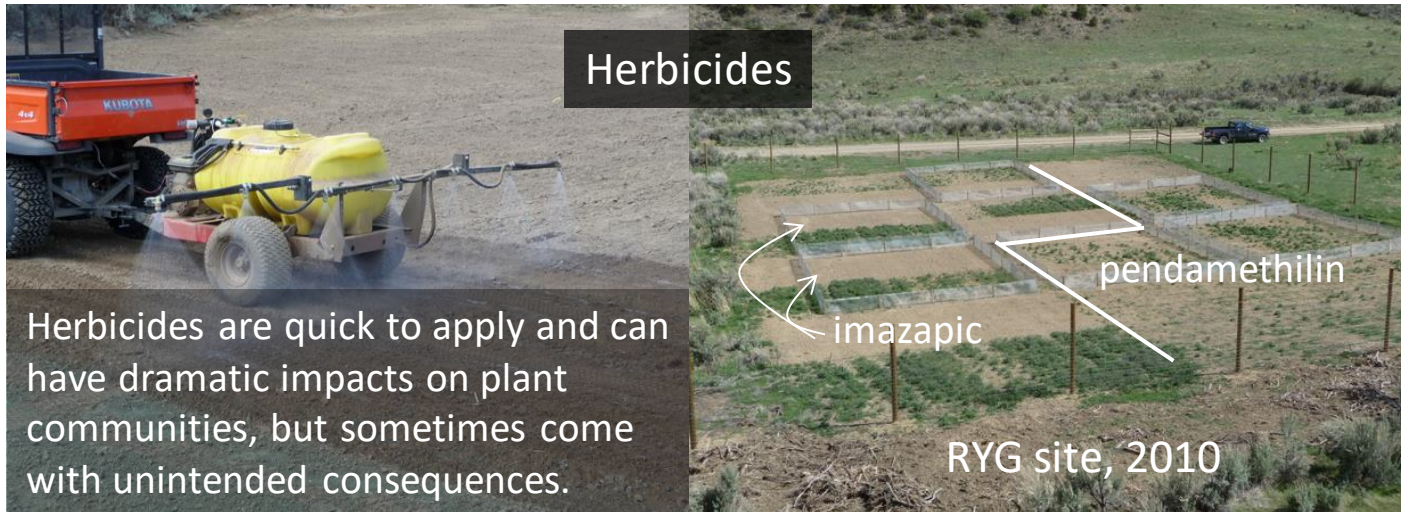 Herbicides
KUBOTA
4x4
Herbicides are quick to apply and can
have dramatic impacts on plant
communities, but sometimes come
with unintended consequences.
pendamethilin
imazapic
RYG site, 2010